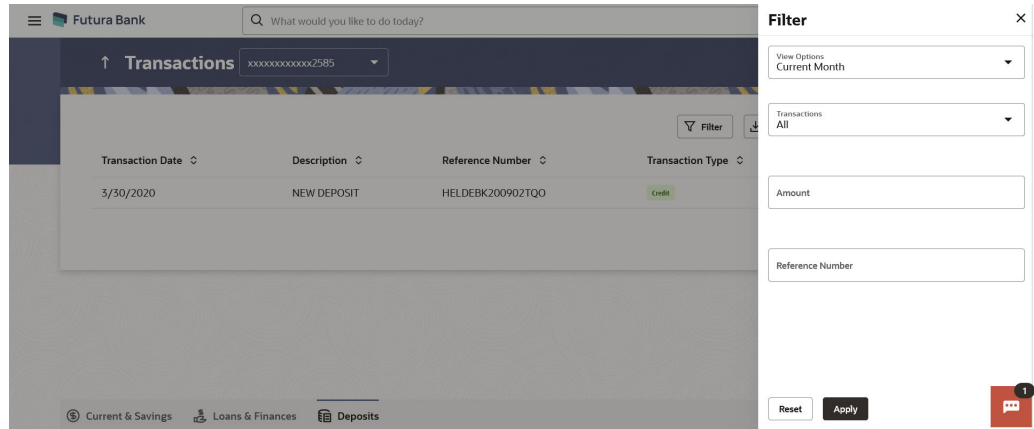 Futura Bank
What would you like to do today?
Transactions xxxxxxxxxxxx2585
Filter
Transaction Date Description Reference Number Transaction Type
3/30/2020 NEW DEPOSIT HELDEBK200902TQO Credit
Current & Savings Loans & Finances Deposits
Filter
View Options
Current Month
Transactions
All
Amount
Reference Number
Reset Apply
1